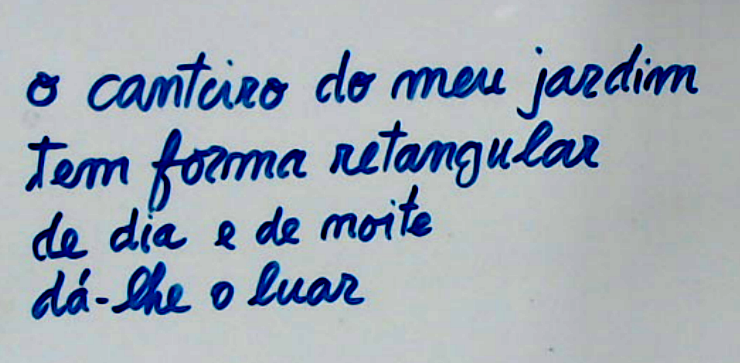 o canteiro do meu jardim
tem forma retangular
de dia e de noite
dá-lhe o luar